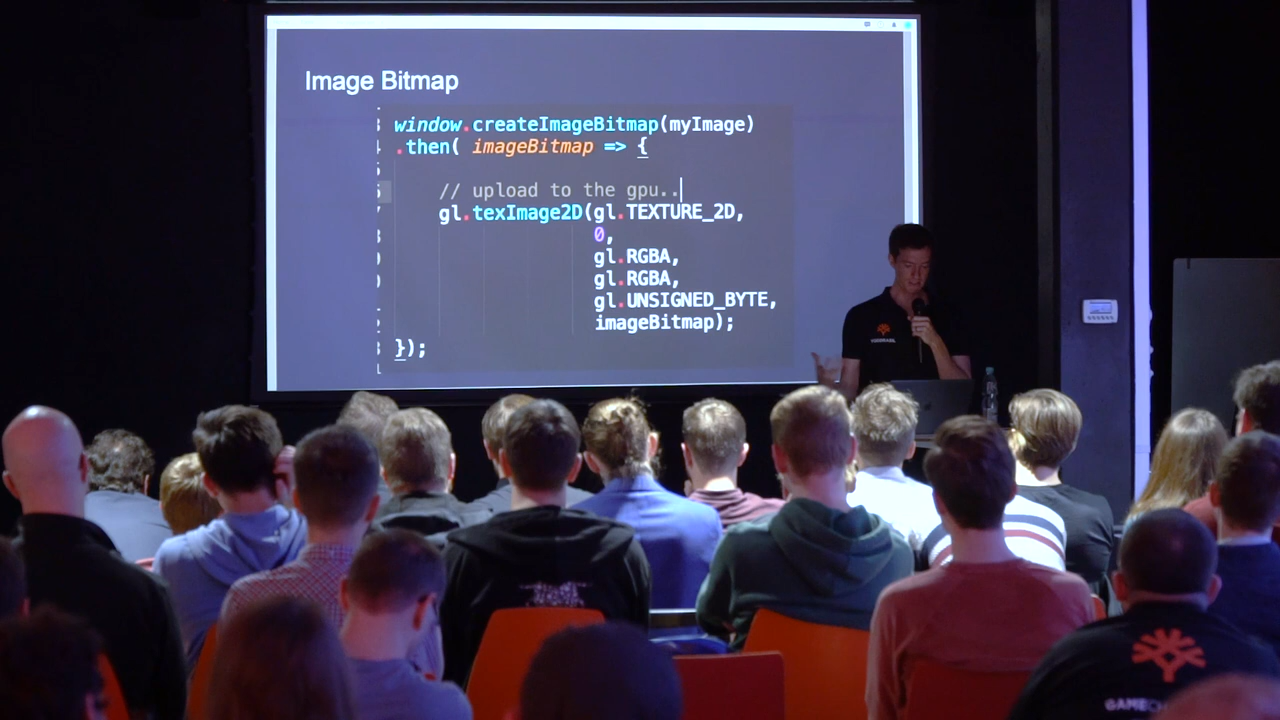 Image Bitmap
window.createImageBitmap(myImage)
.then( imageBitmap => {
// upload to the gpu..
gl.texImage2D(gl.TEXTURE_2D,
0,
gl.RGBA,
gl.RGBA,
gl.UNSIGNED_BYTE,
imageBitmap);
});